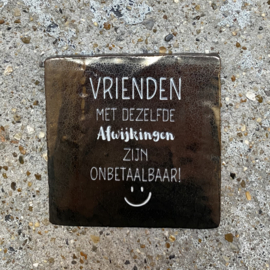 VRIENDEN
MET DEZELFDE
Afwijkingen
ZIJN
ONBETAALBAAR!